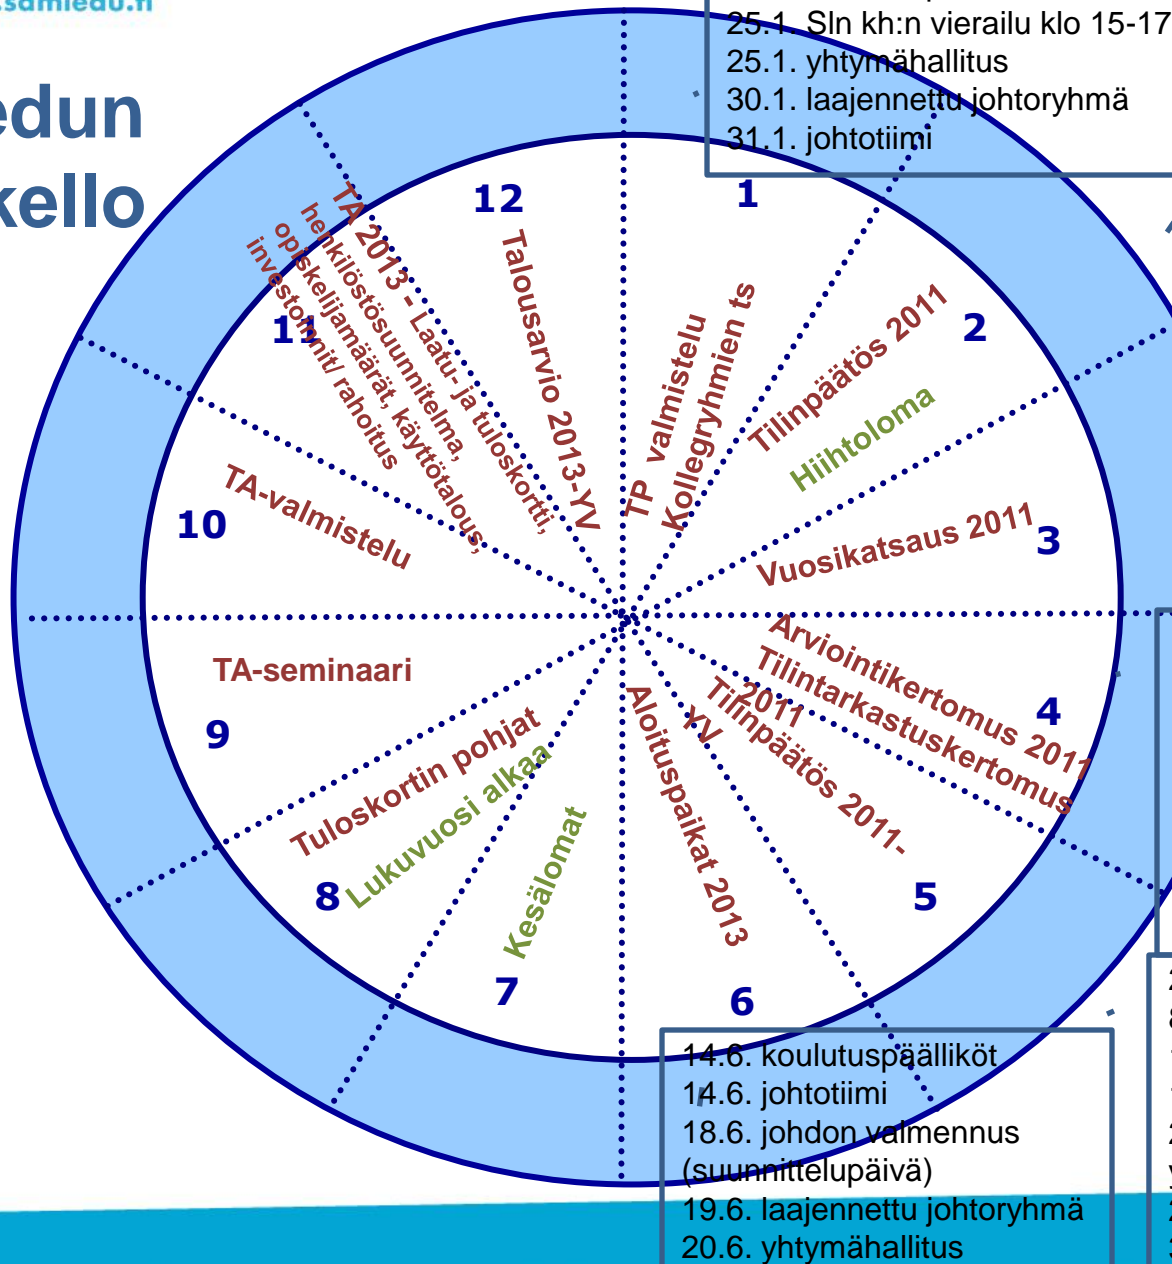 .samiedu.fi
edun
kello
25.1. Sln kh:n vierailu klo 15-17
25.1. yhtymähallitus
30.1. laajennettu johtoryhmä
31.1. johtotiimi
1
TP valmistelu
Kollegryhmien ts
2
Tilinpäätös 2011
Hiihtoloma
3
Vuosikatsaus 2011
4
Arviointikertomus 2011
Tilintarkastuskertomus
2011
5
Tilinpäätös 2011-
YV
6
Aloituspaikat 2013
7
Kesälomat
8
Tuloskortin pohjat
Lukuvuosi alkaa
9
TA-seminaari
10
TA-valmistelu
11
TA 2013 - Laatu- ja tuloskortti,
henkilöstösuunnitelma,
opiskelijamäärät, käyttötalous,
investoinnit/ rahoitus
12
Talousarvio 2013-YV
14.6. koulutuspäälliköt
14.6. johtotiimi
18.6. johdon valmennus
(suunnittelupäivä)
19.6. laajennettu johtoryhmä
20.6. yhtymähallitus